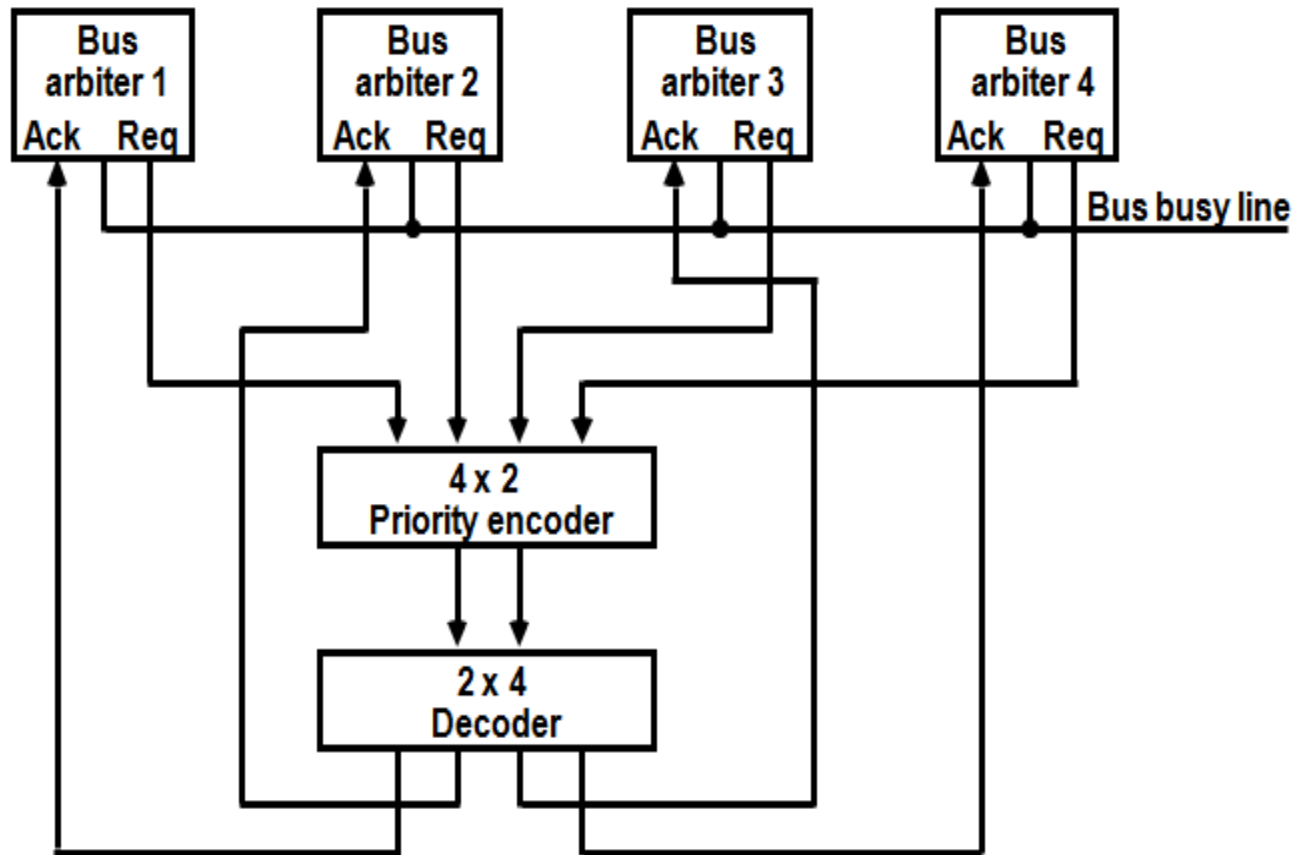 Bus
arbiter 1
Ack Req
Bus
arbiter 2
Ack Req
Bus
arbiter 3
Ack Req
Bus
arbiter 4
Ack Req
Bus busy line
4 x 2
Priority encoder
2 x 4
Decoder